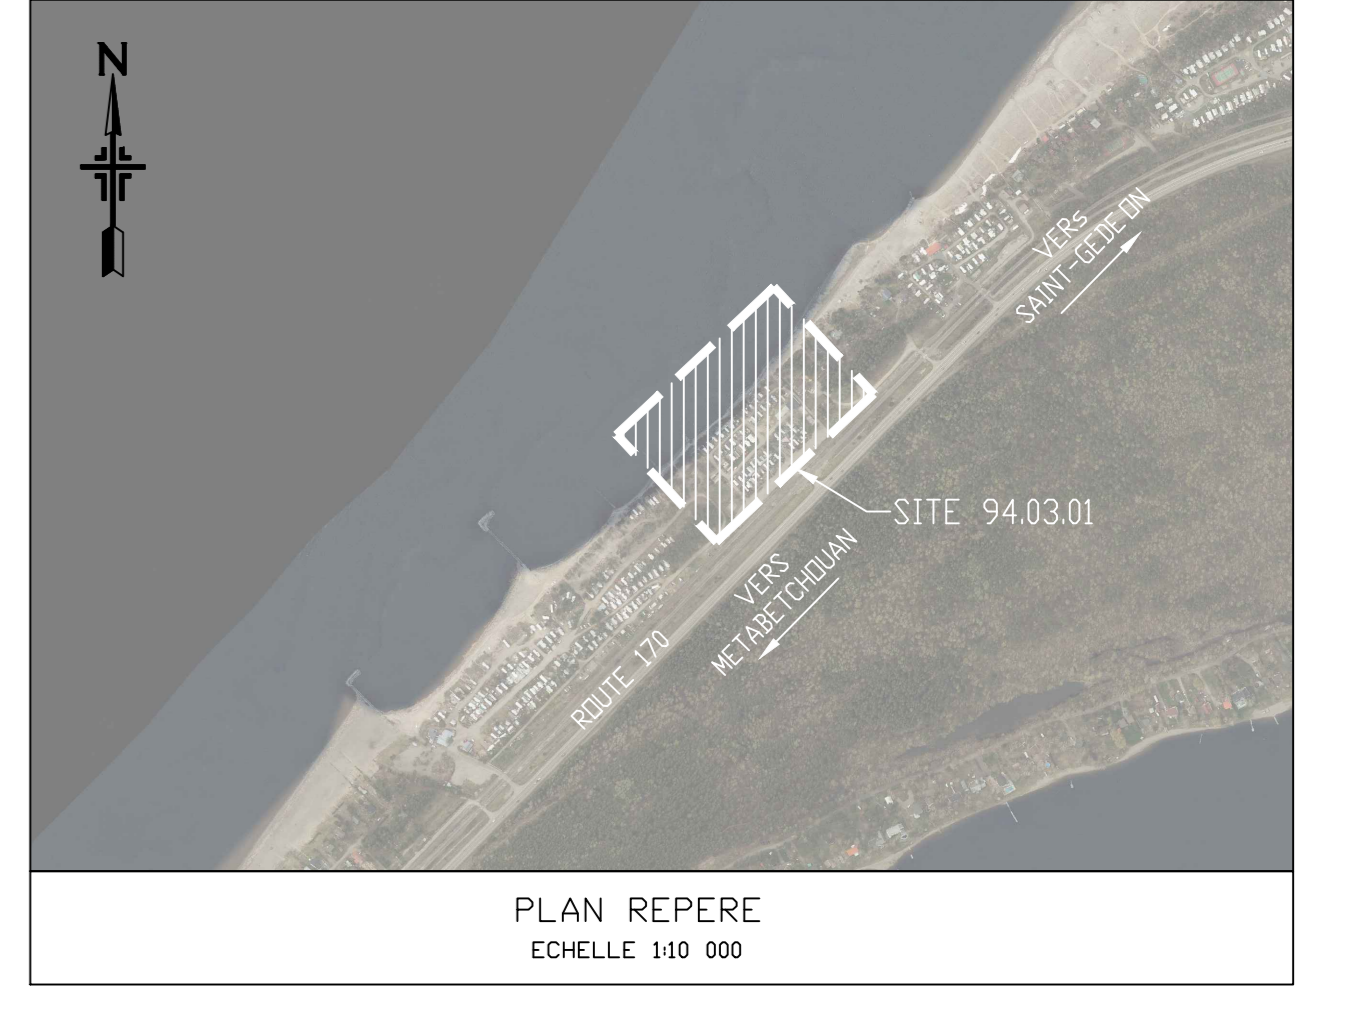 N
VERs
SAINT-GEDEON
SITE 94.03.01
VERS
METABETCHOUAN
ROUTE 170
PLAN REPERE
ECHELLE 1:10 000